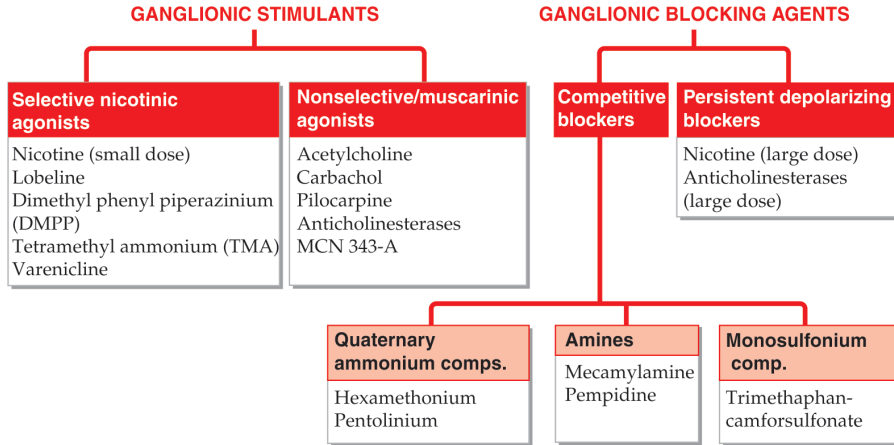 GANGLIONIC STIMULANTS
GANGLIONIC BLOCKING AGENTS
Selective nicotinic
agonists
Nicotine (small dose)
Lobeline
Dimethyl phenyl piperazinium
(DMPP)
Tetramethyl ammonium (TMA)
Varenicline
Nonselective/muscarinic
agonists
Acetylcholine
Carbachol
Pilocarpine
Anticholinesterases
MCN 343-A
Competitive
blockers
Persistent depolarizing
blockers
Nicotine (large dose)
Anticholinesterases
(large dose)
Quaternary
ammonium comps.
Hexamethonium
Pentolinium
Amines
Mecamylamine
Pempidine
Monosulfonium
comp.
Trimethaphan-
camforsulfonate